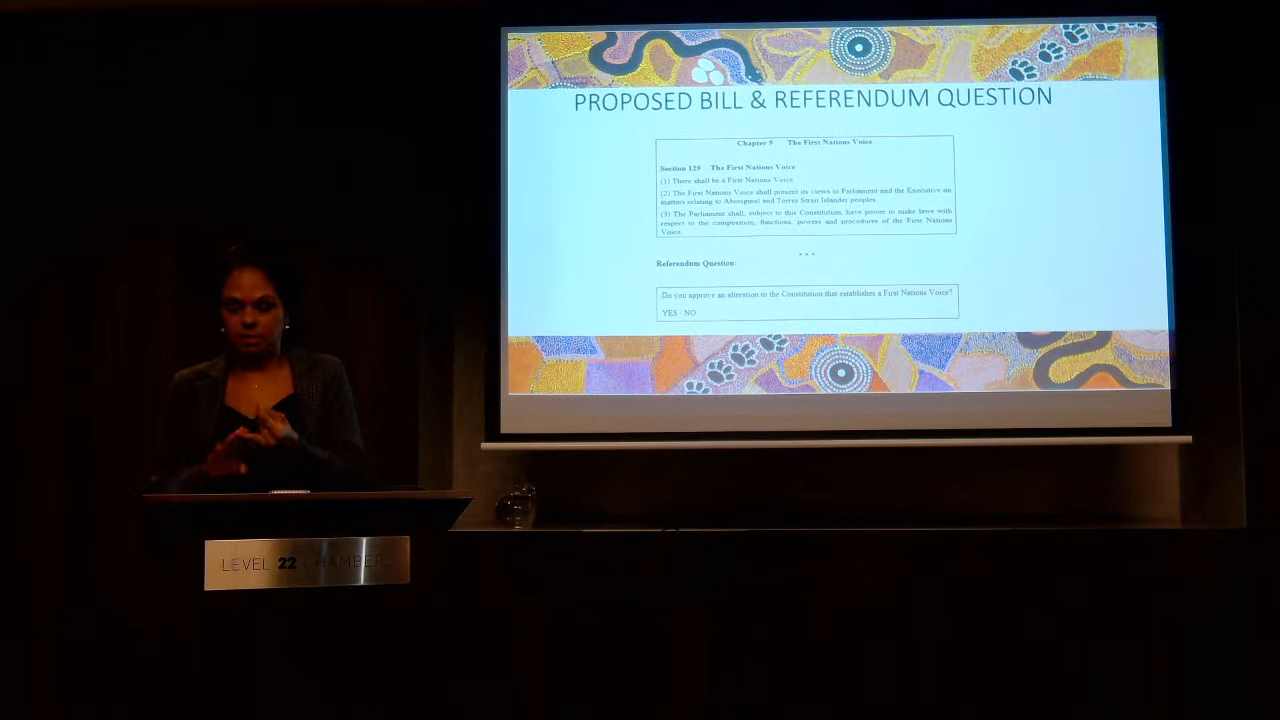 PROPOSED BILL & REFERENDUM QUESTION
Chapter 9 The First Nations Voice
Section 129 The First Nations Voice
(1) There shall be a First Nations Voice.
(2) The First Nations Voice shall present its views to Parliament and the Executive on
matters relating to Aboriginal and Torres Strait Islander peoples.
(3) The Parliament shall, subject to this Constitution, have power to make laws with
respect to the composition, functions, powers and procedures of the First Nations
Voice.
* * *
Referendum Question:
Do you approve an alteration to the Constitution that establishes a First Nations Voice?
YES NO
LEVEL 22 CHAMBERS